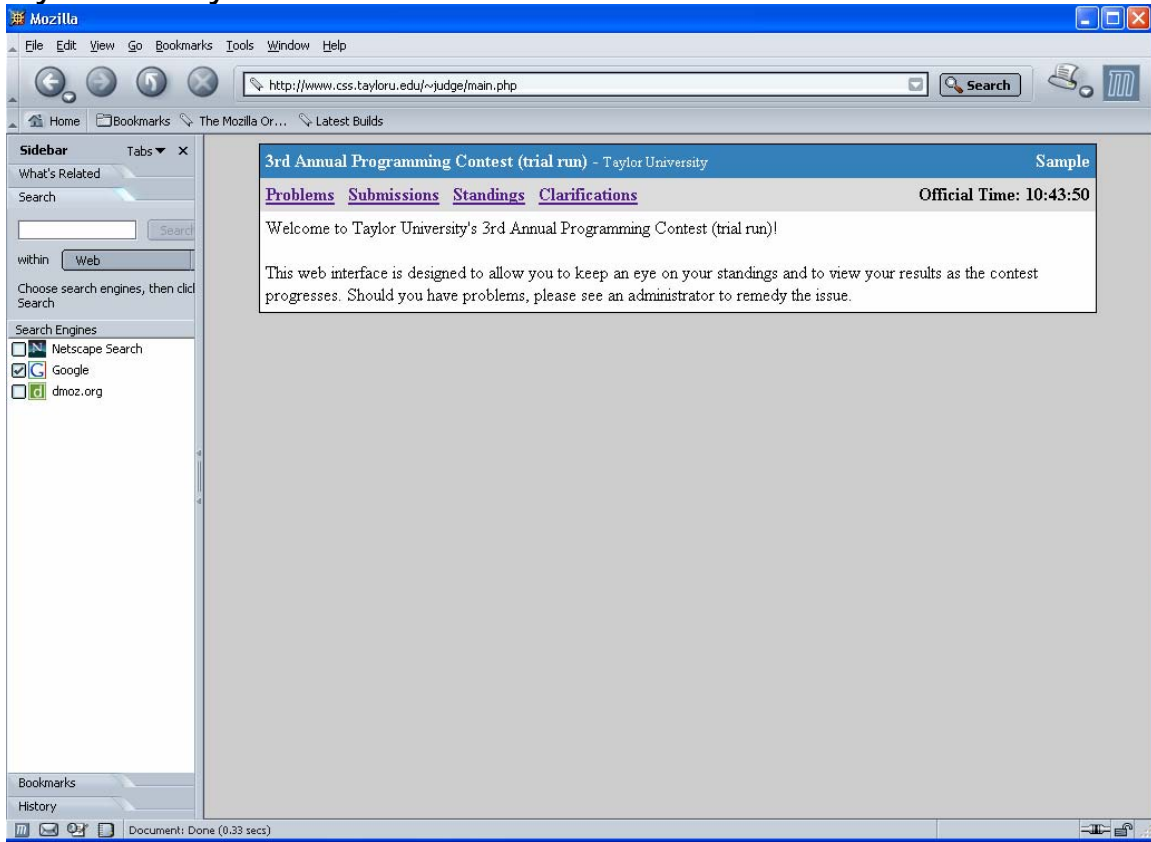 Mozilla
File Edit View Go Bookmarks Tools Window Help
http://www.css.tayloru.edu/~judge/main.php Search
Home Bookmarks The Mozilla Or... Latest Builds
Sidebar Tabs
What's Related
Search
Search
within Web
Choose search engines, then clic
Search
Search Engines
Netscape Search
Google
dmoz.org
Bookmarks
History
3rd Annual Programming Contest (trial run) - Taylor University Sample
Problems Submissions Standings Clarifications Official Time: 10:43:50
Welcome to Taylor University's 3rd Annual Programming Contest (trial run)!
This web interface is designed to allow you to keep an eye on your standings and to view your results as the contest
progresses. Should you have problems, please see an administrator to remedy the issue.
Document: Done (0.33 secs)